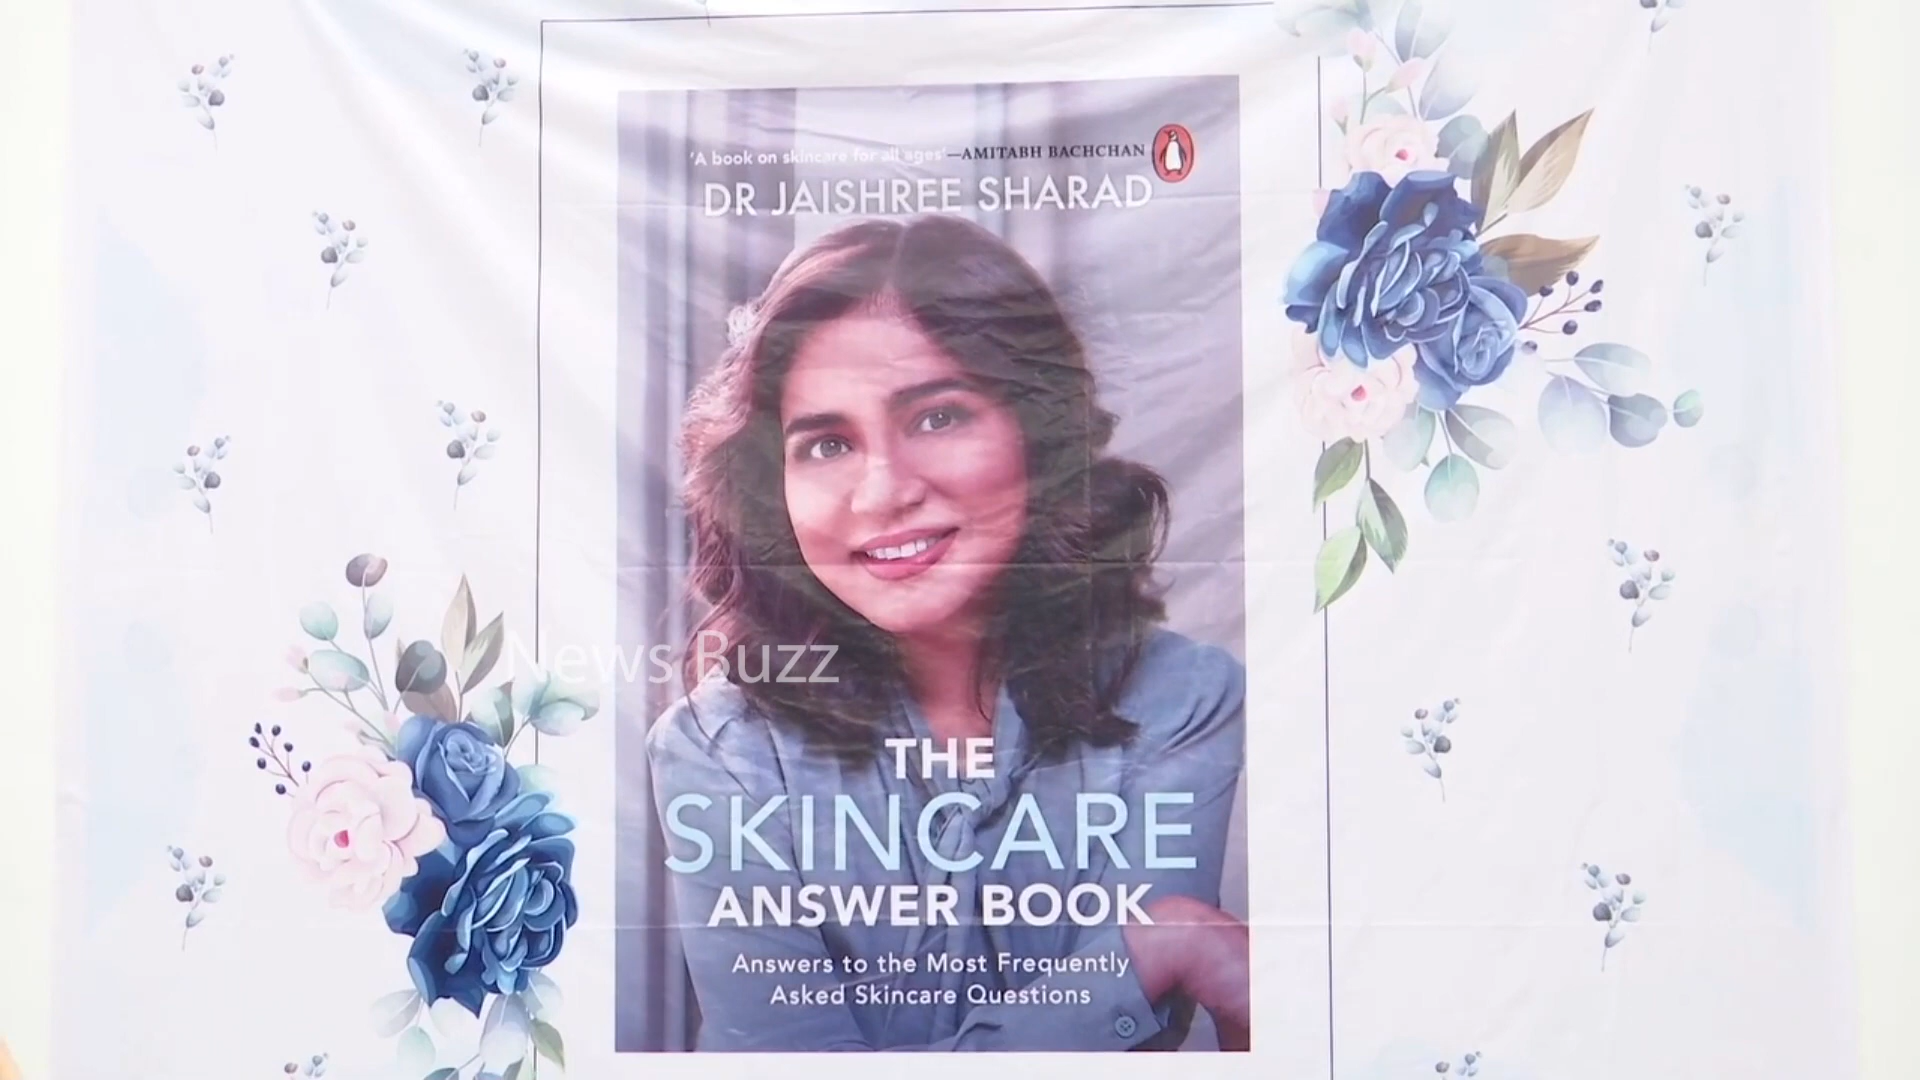 'A book on skincare for all ages'—AMITABH BACHCHAN
DR JAISHREE SHARAD
News Buzz
THE
SKINCARE
ANSWER BOOK
Answers to the Most Frequently
Asked Skincare Questions